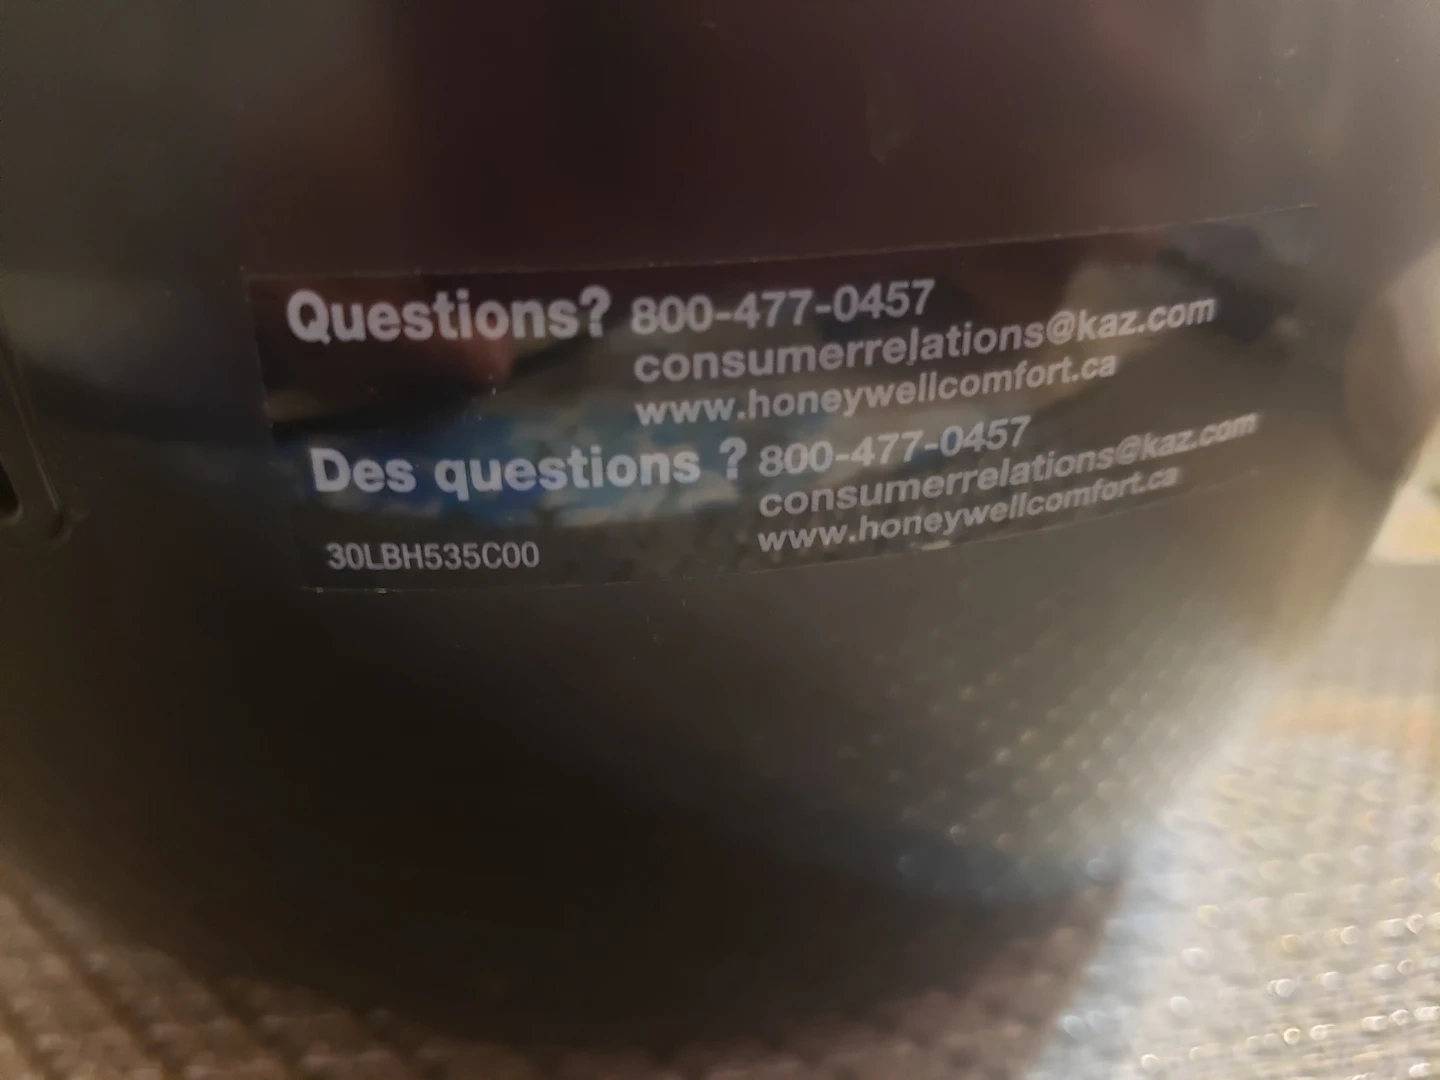 Questions? 800-477-0457
consumerrelations@kaz.com
www.honeywellcomfort.ca
Des questions ? 800-477-0457
consumerrelations@kaz.com
www.honeywellcomfort.ca
30LBH535C00